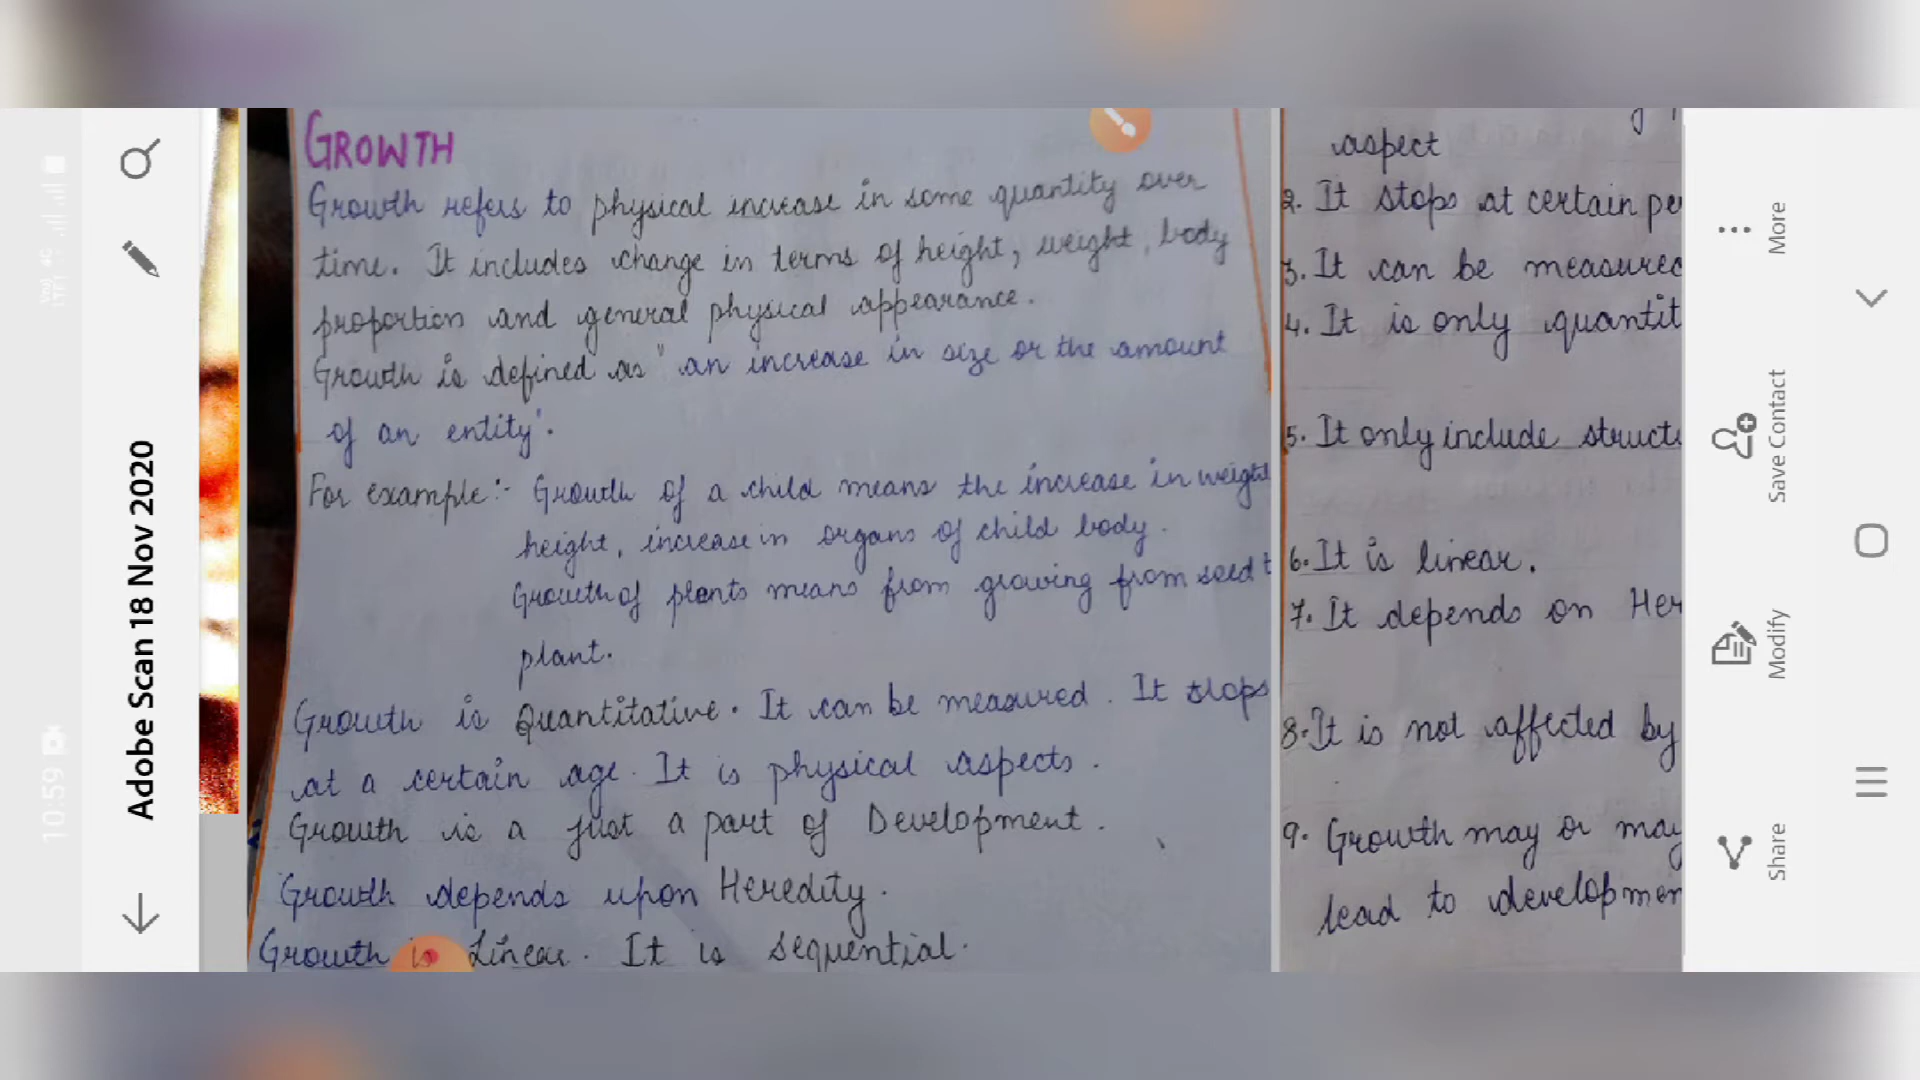 GROWTH
Growth refers to physical increase in some quantity over
time. It includes change in terms of height, weight, body
proportion and general physical appearance.
Growth is defined as "an increase in size or the amount
of an entity".
For example:- Growth of a child means the increase in weight
height, increase in organs of child body.
Growth of plants means from growing from seed t
plant.
Growth is Quantitative. It can be measured. It stops
at a certain age. It is physical aspects.
Growth is a just a part of Development.
Growth depends upon Heredity.
Growth is Linear. It is sequential.
aspect
2. It stops at certain pe
3. It can be measured
4. It is only quantit
5. It only include struct
6. It is linear.
7. It depends on Her
8. It is not affected by
9. Growth may or may
lead to developmen
Adobe Scan 18 Nov 2020
10:59
More
Save Contact
Modify
Share